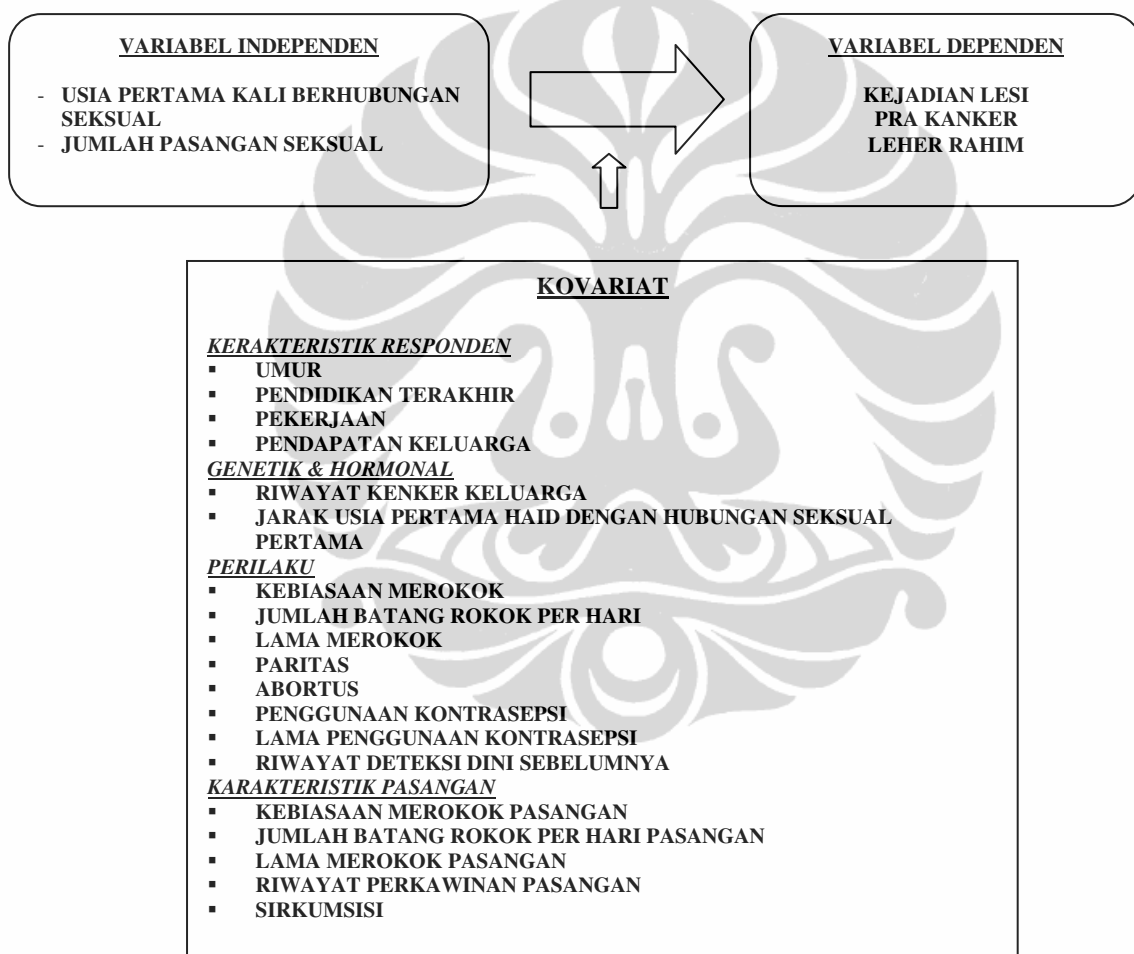 VARIABEL INDEPENDEN
- USIA PERTAMA KALI BERHUBUNGAN
SEKSUAL
- JUMLAH PASANGAN SEKSUAL
VARIABEL DEPENDEN
KEJADIAN LESI
PRA KANKER
LEHER RAHIM
KOVARIAT
KERAKTERISTIK RESPONDEN
▪ UMUR
▪ PENDIDIKAN TERAKHIR
▪ PEKERJAAN
▪ PENDAPATAN KELUARGA
GENETIK & HORMONAL
▪ RIWAYAT KENKER KELUARGA
▪ JARAK USIA PERTAMA HAID DENGAN HUBUNGAN SEKSUAL
PERTAMA
PERILAKU
▪ KEBIASAAN MEROKOK
▪ JUMLAH BATANG ROKOK PER HARI
▪ LAMA MEROKOK
▪ PARITAS
▪ ABORTUS
▪ PENGGUNAAN KONTRASEPSI
▪ LAMA PENGGUNAAN KONTRASEPSI
▪ RIWAYAT DETEKSI DINI SEBELUMNYA
KARAKTERISTIK PASANGAN
▪ KEBIASAAN MEROKOK PASANGAN
▪ JUMLAH BATANG ROKOK PER HARI PASANGAN
▪ LAMA MEROKOK PASANGAN
▪ RIWAYAT PERKAWINAN PASANGAN
▪ SIRKUMSISI